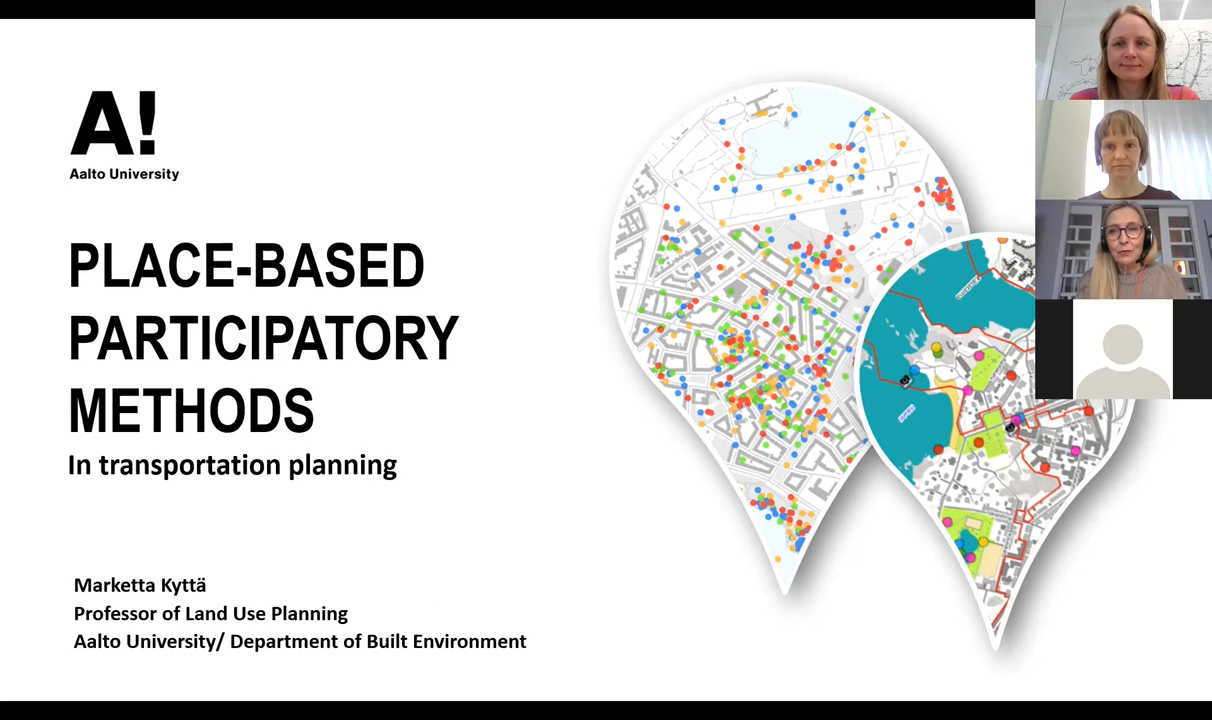 A!
Aalto University
PLACE-BASED
PARTICIPATORY
METHODS
In transportation planning
Marketta Kyttä
Professor of Land Use Planning
Aalto University/ Department of Built Environment